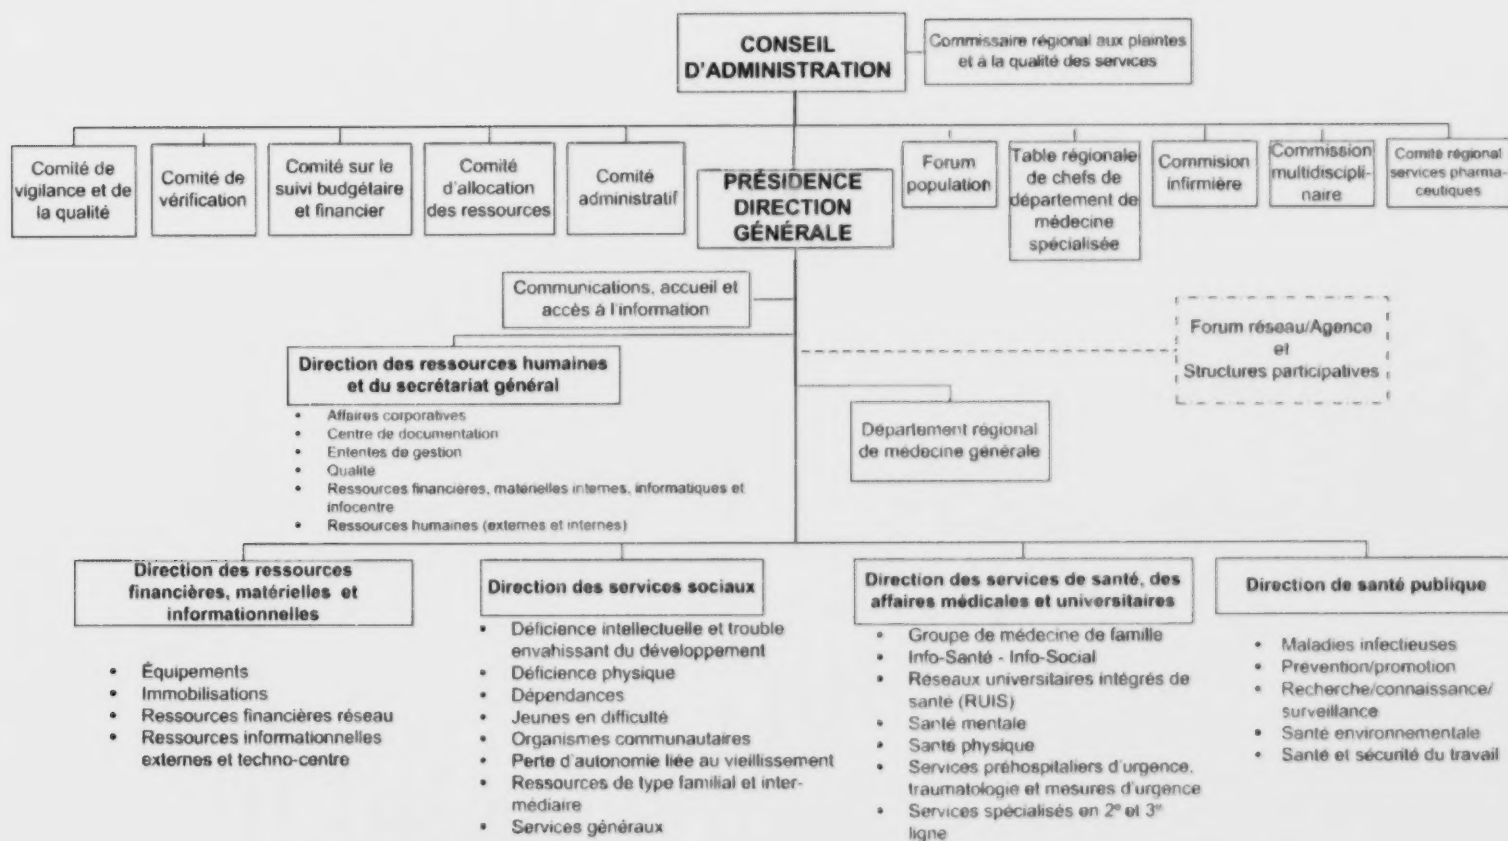 CONSEIL
D'ADMINISTRATION
Commissaire régional aux plaintes
et à la qualité des services
Comité de
vigilance et de
la qualité
Comité de
vérification
Comité sur le
suivi budgétaire
et financier
Comité
d'allocation
des ressources
Comité
administratif
PRÉSIDENCE
DIRECTION
GÉNÉRALE
Forum
population
Table régionale
de chefs de
département de
médecine
spécialisée
Commision
infirmière
Commission
multidiscipli-
naire
Comité régional
services pharma-
ceutiques
Communications, accueil et
accès à l'information
Forum réseau/Agence
et
Structures participatives
Direction des ressources humaines
et du secrétariat général
• Affaires corporatives
• Centre de documentation
• Ententes de gestion
• Qualité
• Ressources financières, matérielles internes, informatiques et
infocentre
• Ressources humaines (externes et internes)
Département régional
de médecine générale
Direction des ressources
financières, matérielles et
informationnelles
• Équipements
• Immobilisations
• Ressources financières réseau
• Ressources informationnelles
externes et techno-centre
Direction des services sociaux
• Déficience intellectuelle et trouble
envahissant du développement
• Déficience physique
• Dépendances
• Jeunes en difficulté
• Organismes communautaires
• Perte d'autonomie liée au vieillissement
• Ressources de type familial et inter-
médiaire
• Services généraux
Direction des services de santé, des
affaires médicales et universitaires
• Groupe de médecine de famille
• Info-Santé - Info-Social
• Réseaux universitaires intégrés de
santé (RUIS)
• Santé mentale
• Santé physique
• Services préhospitaliers d'urgence,
traumatologie et mesures d'urgence
• Services spécialisés en 2e et 3e
ligne
Direction de santé publique
• Maladies infectieuses
• Prévention/promotion
• Recherche/connaissance/
surveillance
• Santé environnementale
• Santé et sécurité du travail